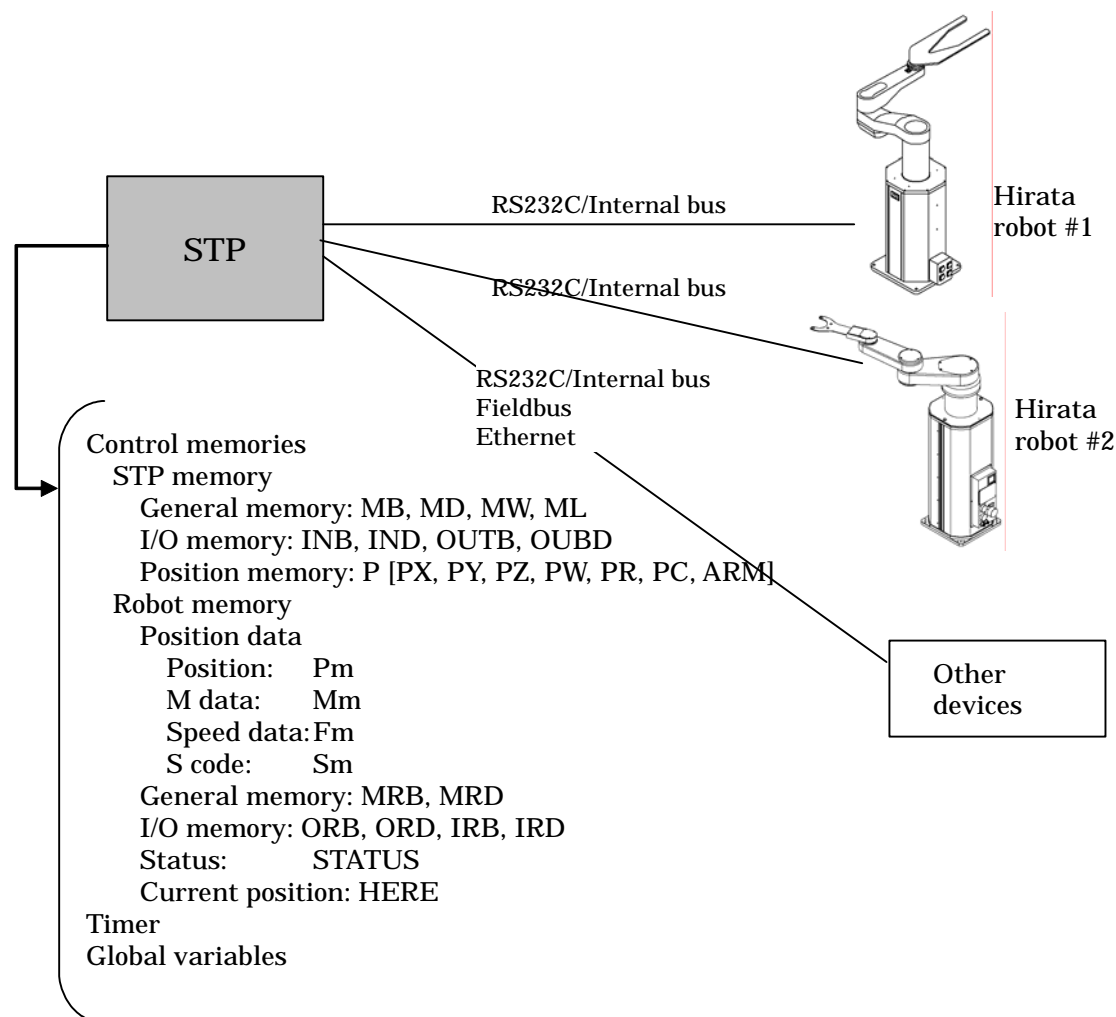 RS232C/Internal bus
Hirata
robot #1
STP
RS232C/Internal bus
RS232C/Internal bus
Fieldbus
Ethernet
Hirata
robot #2
Control memories
STP memory
General memory: MB, MD, MW, ML
I/O memory: INB, IND, OUTB, OUBD
Position memory: P [PX, PY, PZ, PW, PR, PC, ARM]
Robot memory
Position data
Position: Pm
M data: Mm
Speed data: Fm
S code: Sm
General memory: MRB, MRD
I/O memory: ORB, ORD, IRB, IRD
Status: STATUS
Current position: HERE
Timer
Global variables
Other
devices